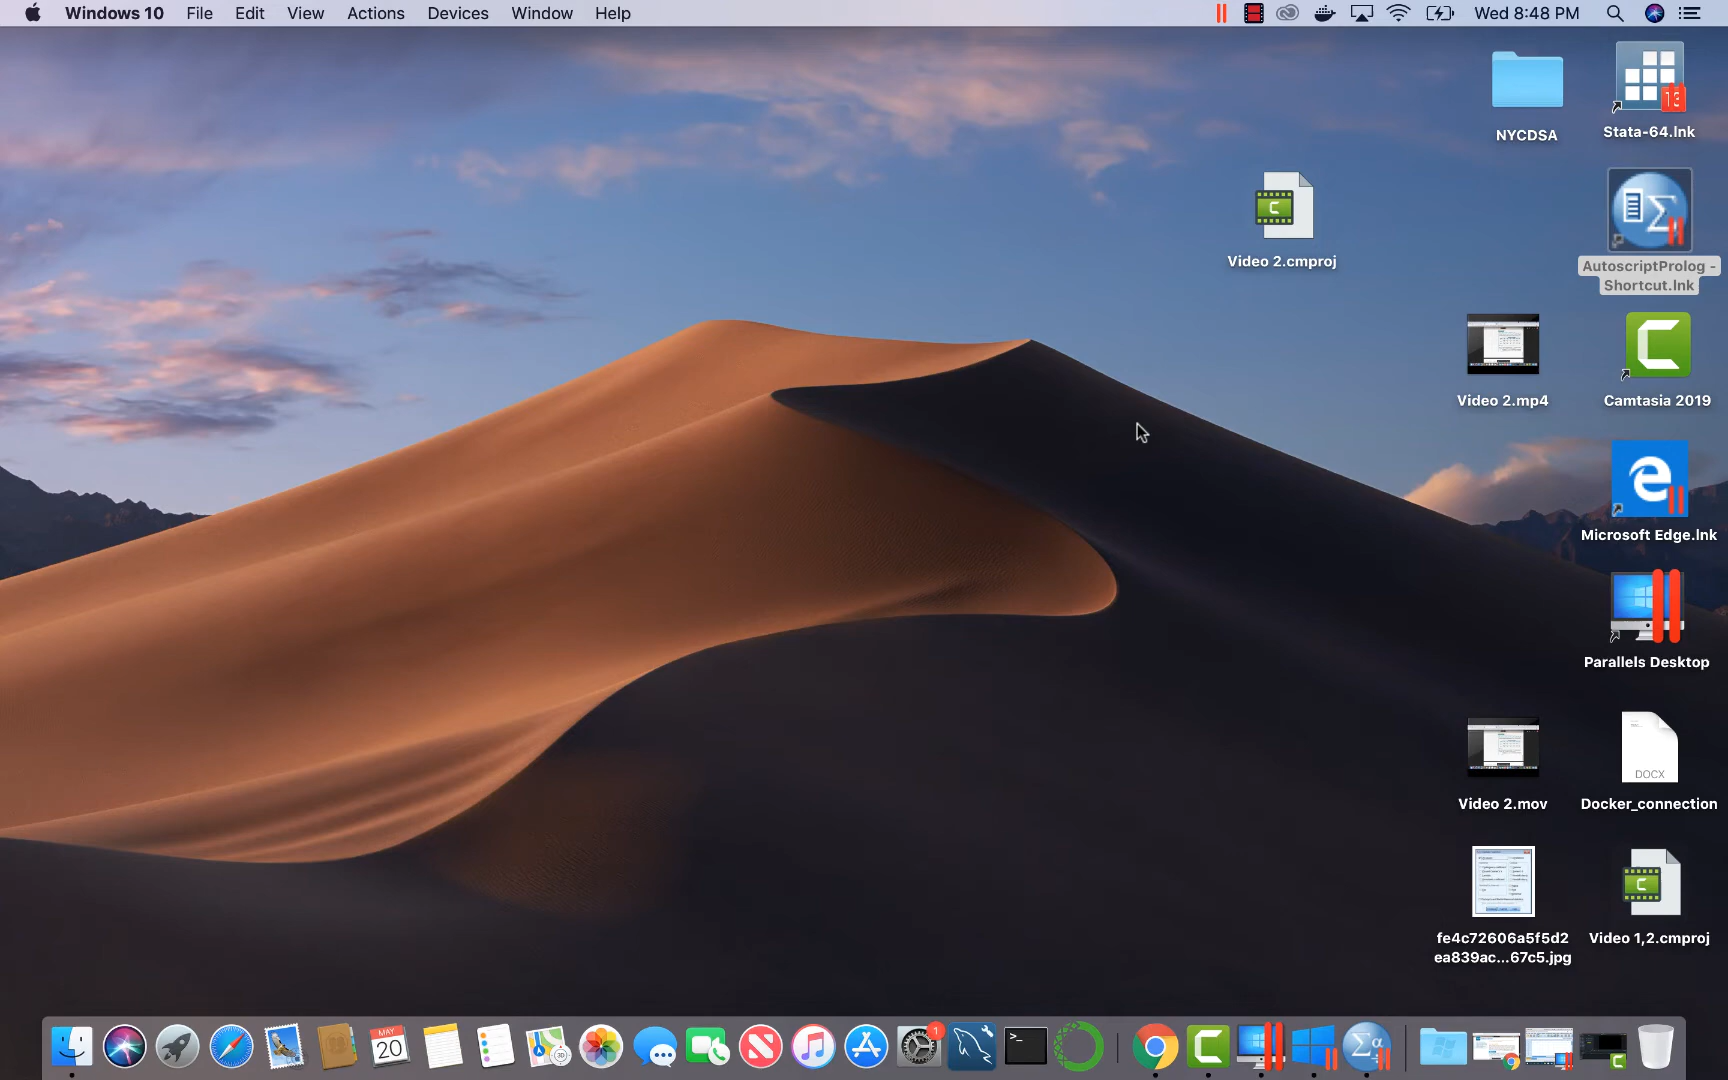 Windows 10 File Edit View Actions Devices Window Help Wed 8:48 PM
NYCDSA
Stata-64.lnk
Video 2.cmproj
AutoscriptProlog -
Shortcut.lnk
Video 2.mp4
Camtasia 2019
Microsoft Edge.lnk
Parallels Desktop
DOCX
Video 2.mov
Docker_connection
fe4c72606a5f5d2
ea839ac...67c5.jpg
Video 1,2.cmproj
MAY
20
1